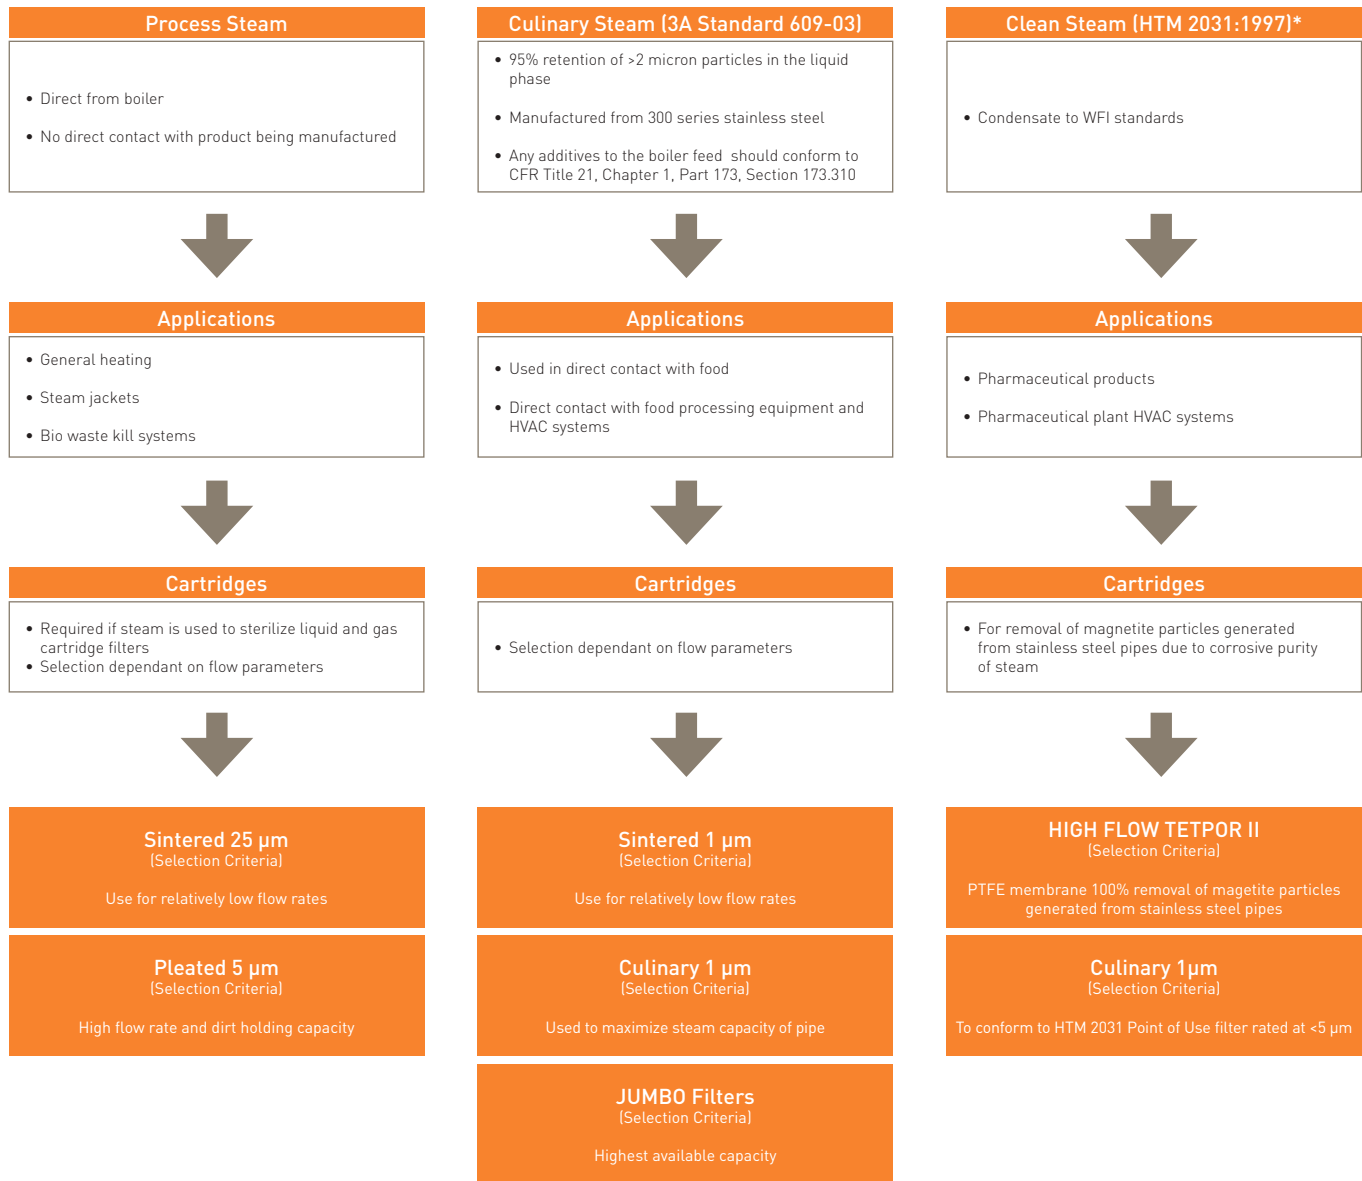 Process Steam
• Direct from boiler
• No direct contact with product being manufactured
Applications
• General heating
• Steam jackets
• Bio waste kill systems
Cartridges
• Required if steam is used to sterilize liquid and gas
cartridge filters
• Selection dependant on flow parameters
Sintered 25 µm
(Selection Criteria)
Use for relatively low flow rates
Pleated 5 µm
(Selection Criteria)
High flow rate and dirt holding capacity
Culinary Steam (3A Standard 609-03)
• 95% retention of >2 micron particles in the liquid
phase
• Manufactured from 300 series stainless steel
• Any additives to the boiler feed should conform to
CFR Title 21, Chapter 1, Part 173, Section 173.310
Applications
• Used in direct contact with food
• Direct contact with food processing equipment and
HVAC systems
Cartridges
• Selection dependant on flow parameters
Sintered 1 µm
(Selection Criteria)
Use for relatively low flow rates
Culinary 1 µm
(Selection Criteria)
Used to maximize steam capacity of pipe
JUMBO Filters
(Selection Criteria)
Highest available capacity
Clean Steam (HTM 2031:1997)*
• Condensate to WFI standards
Applications
• Pharmaceutical products
• Pharmaceutical plant HVAC systems
Cartridges
• For removal of magnetite particles generated
from stainless steel pipes due to corrosive purity
of steam
HIGH FLOW TETPOR II
(Selection Criteria)
PTFE membrane 100% removal of magetite particles
generated from stainless steel pipes
Culinary 1µm
(Selection Criteria)
To conform to HTM 2031 Point of Use filter rated at <5 µm